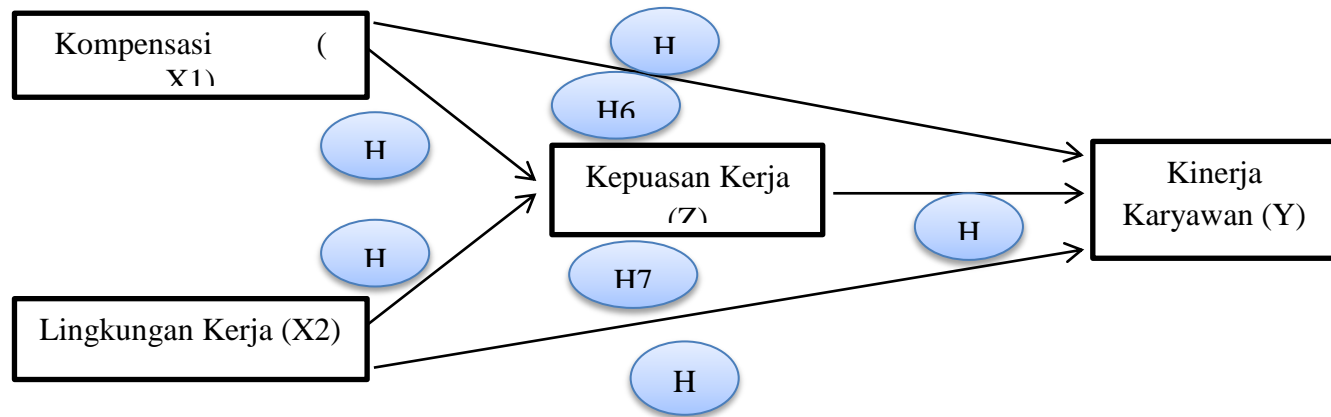 Kompensasi (
X1)
H
H6
H
Kepuasan Kerja
(Z)
Kinerja
Karyawan (Y)
H
H
H7
Lingkungan Kerja (X2)
H